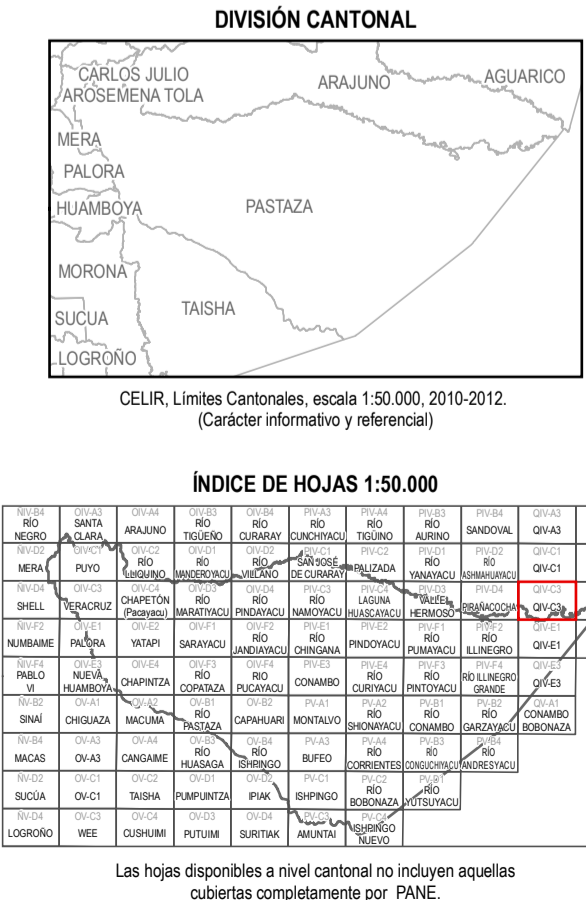 DIVISIÓN CANTONAL
CARLOS JULIO
AROSEMENA TOLA
ARAJUNO
AGUARICO
MERA
PALORA
HUAMBOYA
PASTAZA
MORONA
TAISHA
SUCUA
LOGROÑO
CELIR, Límites Cantonales, escala 1:50.000, 2010-2012.
(Carácter informativo y referencial)
ÍNDICE DE HOJAS 1:50.000
ÑIV-B4 OIV-A3 OIV-A4 OIV-B3 OIV-B4 PIV-A3 PIV-A4 PIV-B3 PIV-B4 QIV-A3
RÍO SANTA RÍO RÍO RÍO RÍO RÍO
NEGRO CLARA ARAJUNO TIGÜEÑO CURARAY CUNCHIYACU TIGÜINO AURINO SANDOVAL QIV-A3
ÑIV-D2 OIV-C1 OIV-C2 OIV-D1 OIV-D2 PIV-C1 PIV-C2 PIV-D1 PIV-D2 QIV-C1
MERA PUYO RÍO RÍO RÍO SAN JOSÉ PALIZADA RÍO RÍO QIV-C1
LLIQUINO MANDEROYACU VILLANO DE CURARAY YANAYACU ASHMAHUAYACU
ÑIV-D4 OIV-C3 OIV-C4 OIV-D3 OIV-D4 PIV-C3 PIV-C4 PIV-D3 PIV-D4 QIV-C3
SHELL VERACRUZ CHAPETÓN RÍO RÍO RÍO LAGUNA VALLE PIRAÑACOCHA QIV-C3
(Pacayacu) MARATIYACU PINDAYACU NAMOYACU HUASCAYACU HERMOSO
ÑIV-F2 OIV-E1 OIV-E2 OIV-F1 OIV-F2 PIV-E1 PIV-E2 PIV-F1 PIV-F2 QIV-E1
NUMBAIME PALORA YATAPI SARAYACU RÍO RÍO PINDOYACU RÍO RÍO QIV-E1
JANDIAYACU CHINGANA PUMAYACU ILLINEGRO
ÑIV-F4 OIV-E3 OIV-E4 OIV-F3 OIV-F4 PIV-E3 PIV-E4 PIV-F3 PIV-F4 QIV-E3
PABLO NUEVA CHAPINTZA RÍO RÍO CONAMBO RÍO RÍO RÍO ILLINEGRO QIV-E3
VI HUAMBOYA COPATAZA PUCAYACU CURIYACU PINTOYACU GRANDE
ÑV-B2 OV-A1 OV-A2 OV-B1 OV-B2 PV-A1 PV-A2 PV-B1 PV-B2 QV-A1
SINAÍ CHIGUAZA MACUMA RÍO CAPAHUARI MONTALVO RÍO RÍO RÍO CONAMBO
PASTAZA SHIONAYACU CONAMBO GARZAYACU BOBONAZA
ÑV-B4 OV-A3 OV-A4 OV-B3 OV-B4 PV-A3 PV-A4 PV-B3 PV-B4
MACAS OV-A3 CANGAIME RÍO RÍO BUFEO RÍO RÍO RÍO
HUASAGA ISHPINGO CORRIENTES CONGUCHIYACU ANDRESYACU
ÑV-D2 OV-C1 OV-C2 OV-D1 OV-D2 PV-C1 PV-C2 PV-D1
SUCÚA OV-C1 TAISHA PUMPUINTZA IPIAK ISHPINGO RÍO RÍO
BOBONAZA YUTSUYACU
ÑV-D4 OV-C3 OV-C4 OV-D3 OV-D4 PV-C3 PV-C4
LOGROÑO WEE CUSHUIMI PUTUIMI SURITIAK AMUNTAI ISHPINGO
NUEVO
Las hojas disponibles a nivel cantonal no incluyen aquellas
cubiertas completamente por PANE.